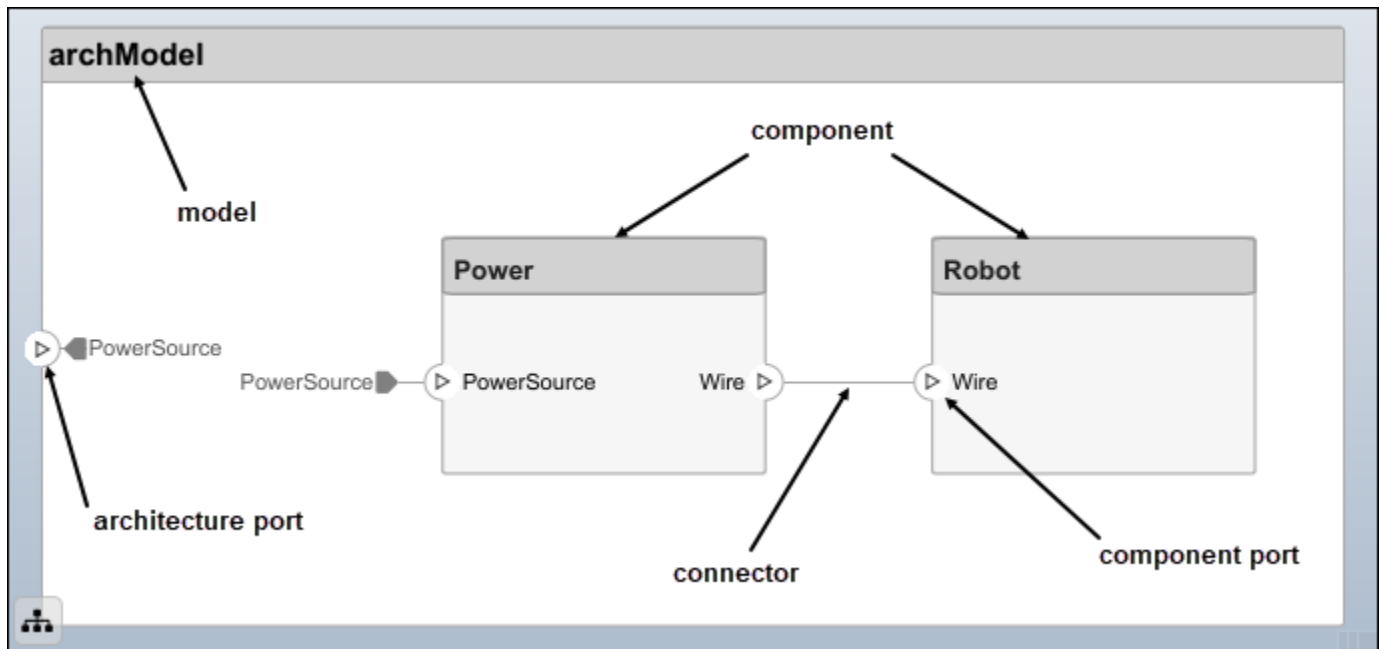 archModel
component
model
Power
Robot
PowerSource
PowerSource
PowerSource
Wire
Wire
architecture port
connector
component port